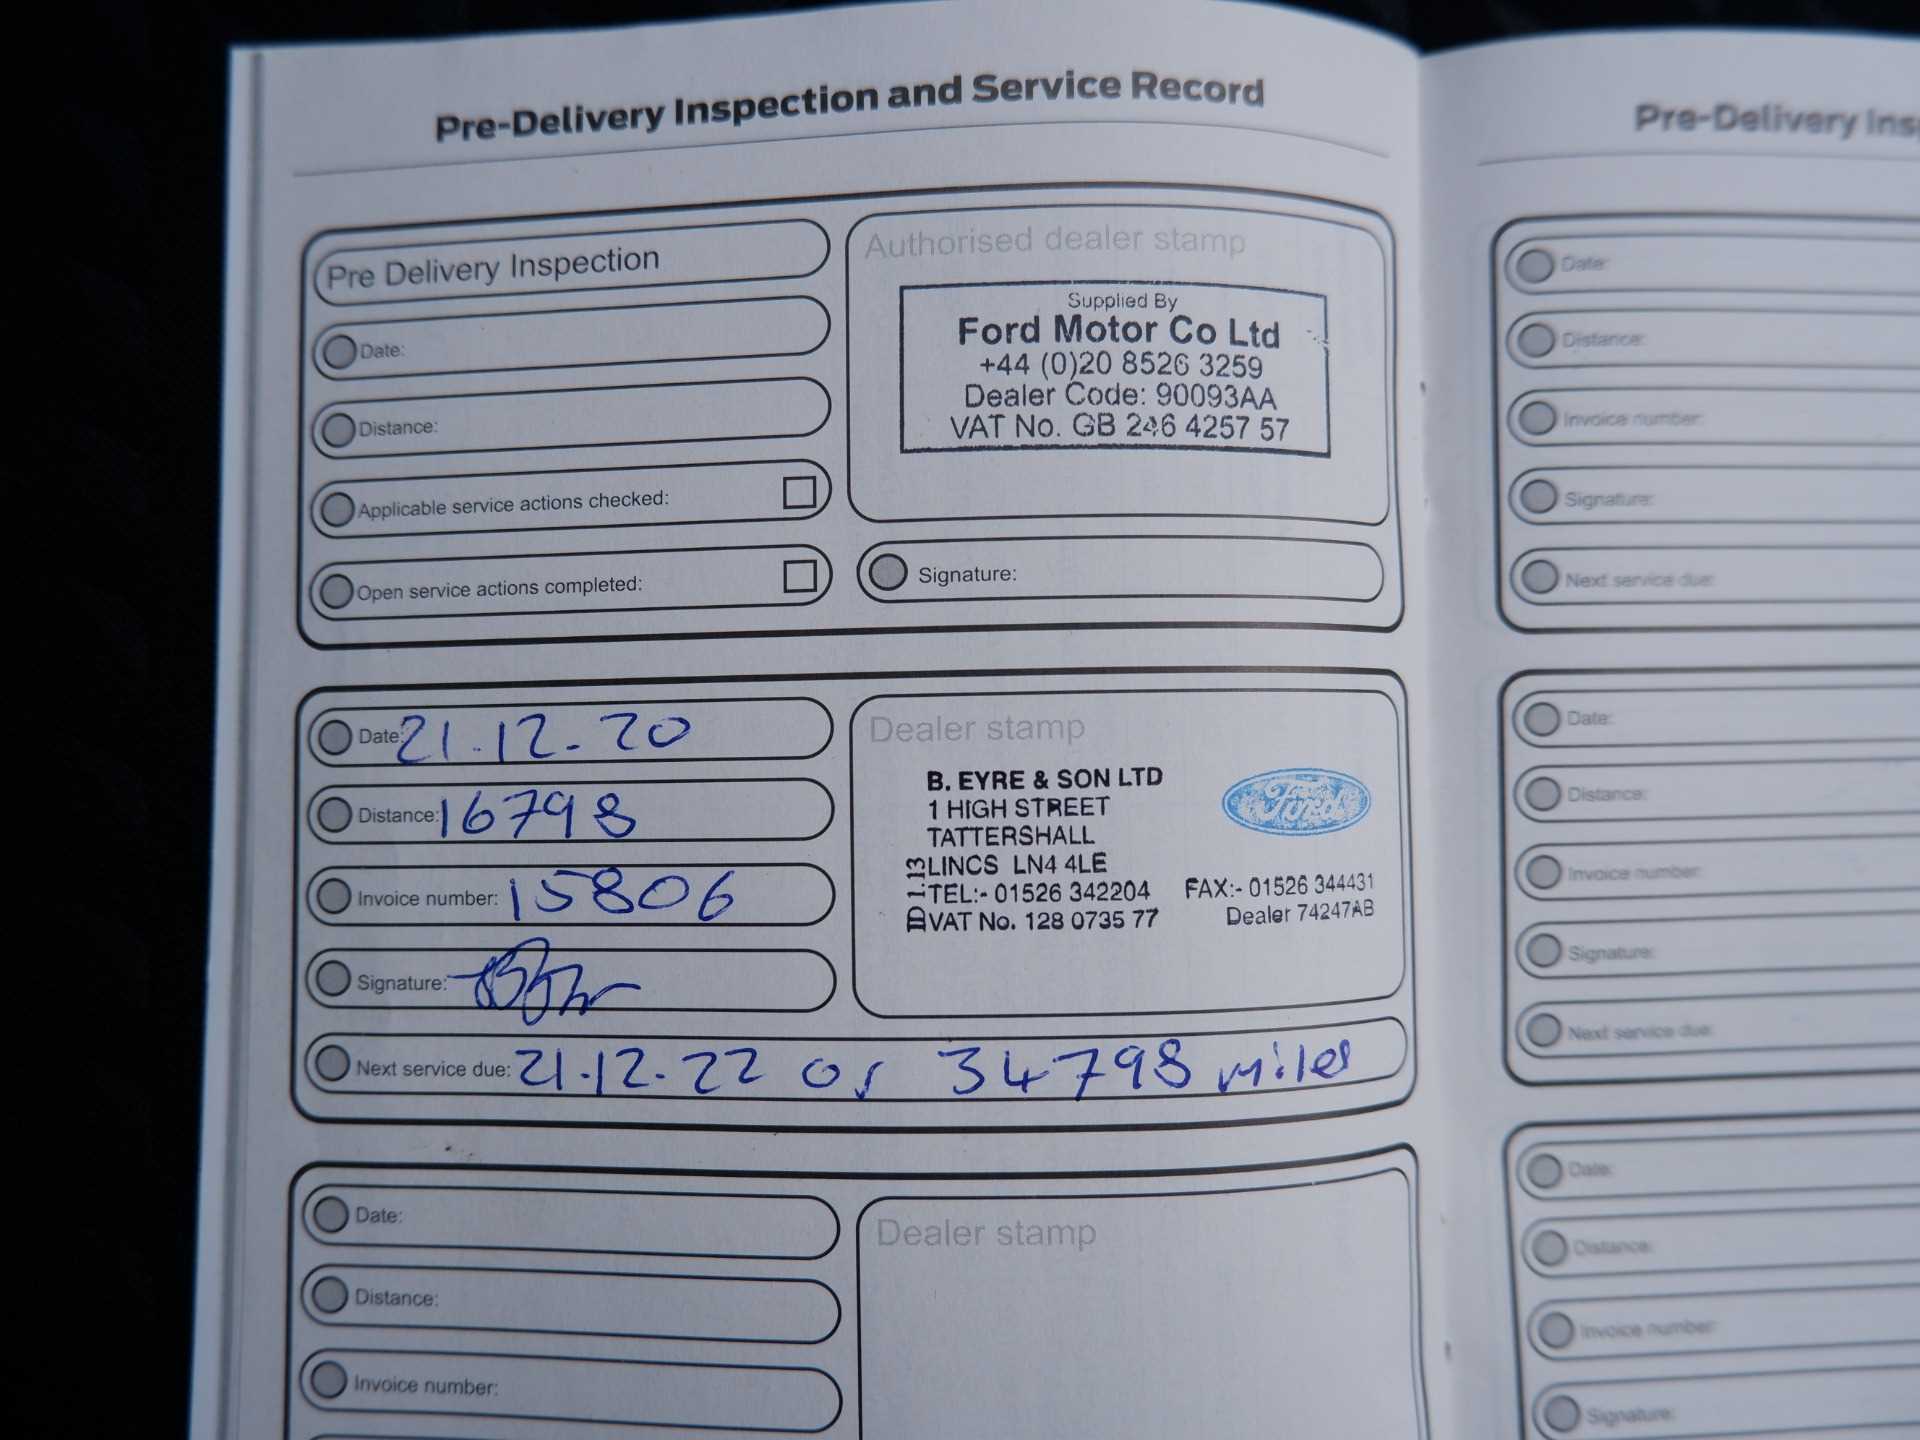 Pre-Delivery Inspection and Service Record
Pre Delivery Inspection
Date:
Distance:
Applicable service actions checked:
Open service actions completed:
Authorised dealer stamp
Supplied By
Ford Motor Co Ltd
+44 (0)20 8526 3259
Dealer Code: 90093AA
VAT No. GB 246 4257 57
Signature:
Date: 21.12.20
Distance: 16798
Invoice number: 15806
Signature:
Next service due: 21.12.22 or 34798 miles
Dealer stamp
B. EYRE & SON LTD
1 HIGH STREET
TATTERSHALL
LINCS LN4 4LE
TEL:- 01526 342204
VAT No. 128 0735 77
Ford
FAX:- 01526 344431
Dealer 74247AB
Date:
Distance:
Invoice number:
Dealer stamp
Pre-Delivery
Date:
Distance:
Invoice number:
Signature:
Next service due:
Date:
Distance:
Invoice number:
Signature:
Next service due:
Date:
Distance:
Invoice number:
Signature: